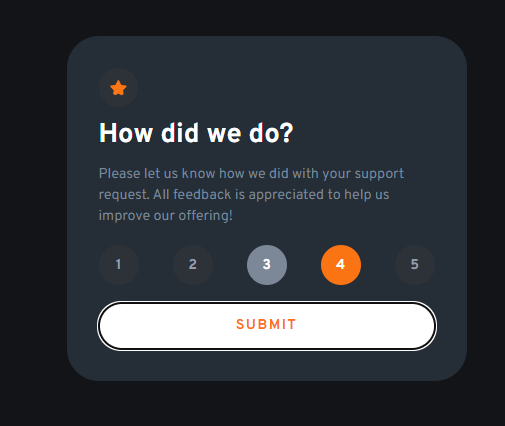 How did we do?
Please let us know how we did with your support
request. All feedback is appreciated to help us
improve our offering!
1 2 3 4 5
SUBMIT